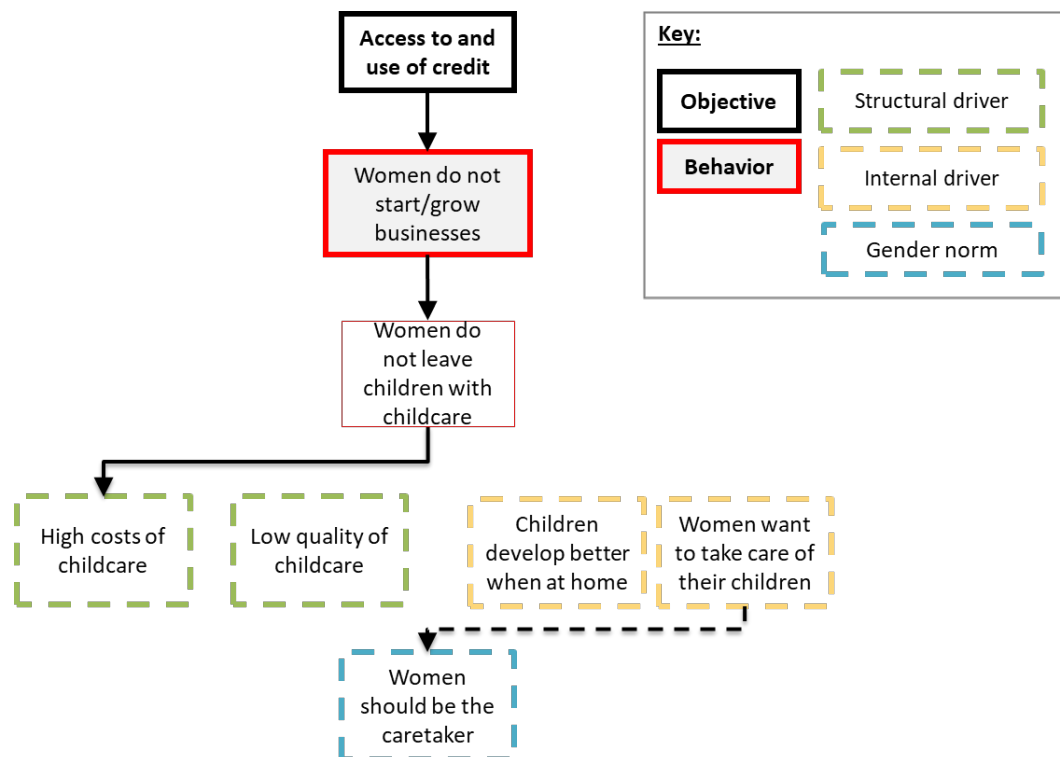 Access to and
use of credit
Key:
Objective
Structural driver
Behavior
Internal driver
Gender norm
Women do not
start/grow
businesses
Women do
not leave
children with
childcare
High costs of
childcare
Low quality of
childcare
Children
develop better
when at home
Women want
to take care of
their children
Women
should be the
caretaker